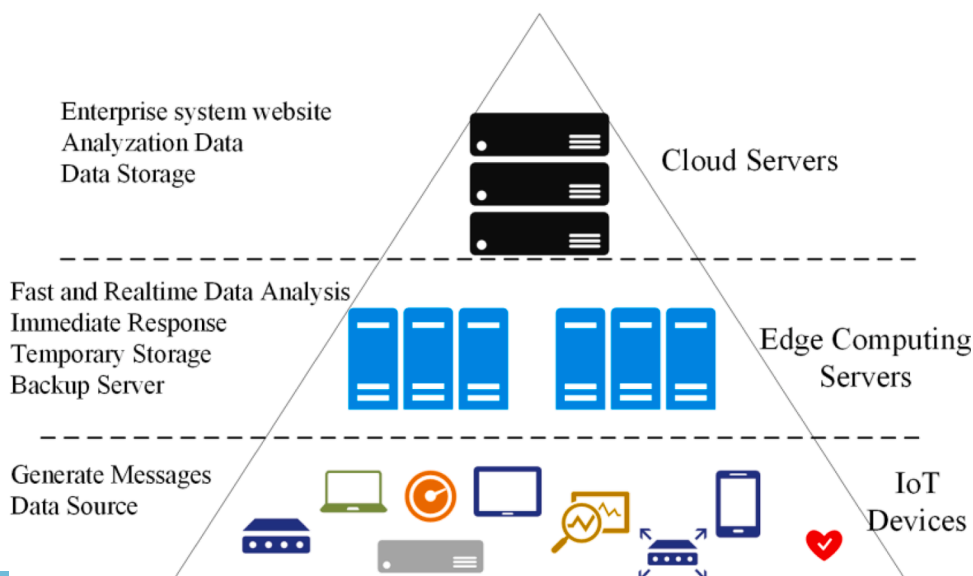 Enterprise system website
Analyzation Data
Data Storage
Cloud Servers
Fast and Realtime Data Analysis
Immediate Response
Temporary Storage
Backup Server
Edge Computing
Servers
Generate Messages
Data Source
IoT
Devices